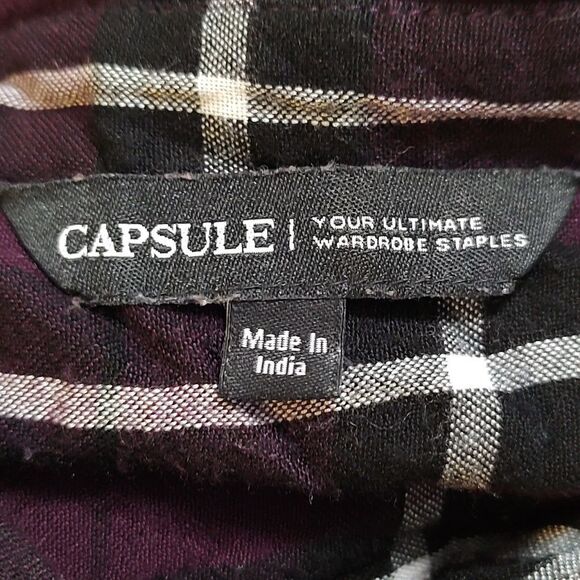 CAPSULE | YOUR ULTIMATE
WARDROBE STAPLES
Made In
India